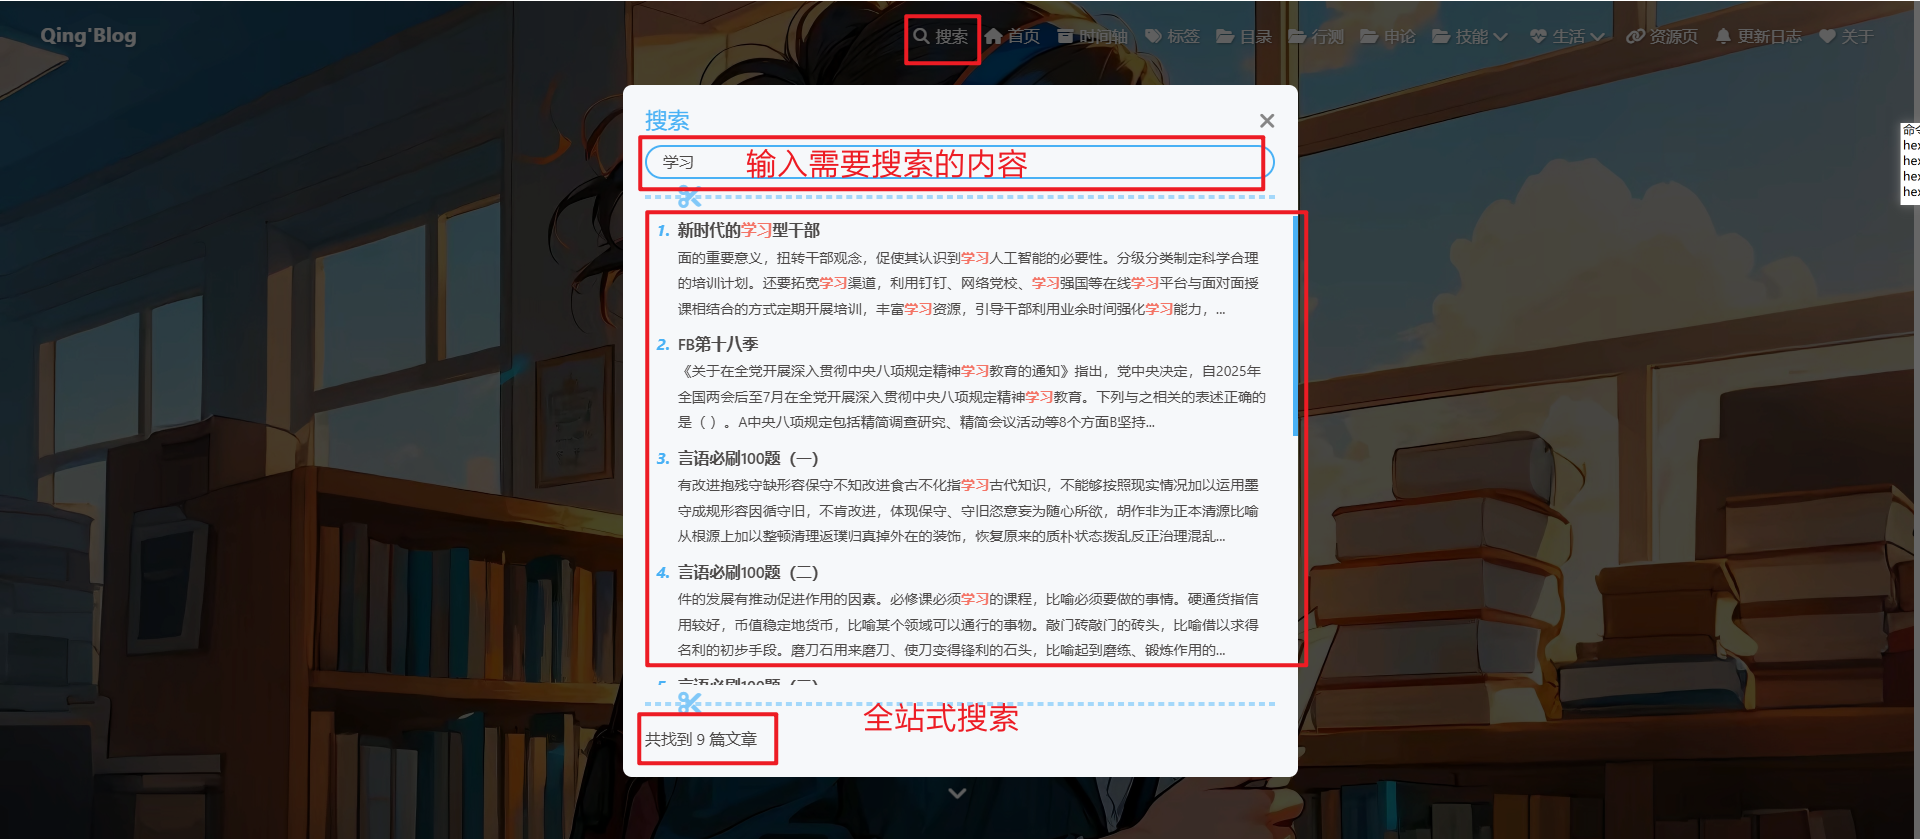 Qing'Blog
搜索 首页 时间轴 标签 目录 行测 申论 技能 生活 资源页 更新日志 关于
搜索
学习 输入需要搜索的内容
1. 新时代的学习型干部
面的重要意义，扭转干部观念，促使其认识到学习人工智能的必要性。分级分类制定科学合理
的培训计划。还要拓宽学习渠道，利用钉钉、网络党校、学习强国等在线学习平台与面对面授
课相结合的方式定期开展培训，丰富学习资源，引导干部利用业余时间强化学习能力，...
2. FB第十八季
《关于在全党开展深入贯彻中央八项规定精神学习教育的通知》指出，党中央决定，自2025年
全国两会后至7月在全党开展深入贯彻中央八项规定精神学习教育。下列与之相关的表述正确的
是（ ）。A中央八项规定包括精简调查研究、精简会议活动等8个方面B坚持...
3. 言语必刷100题（一）
有改进抱残守缺形容保守不知改进食古不化指学习古代知识，不能够按照现实情况加以运用墨
守成规形容因循守旧，不肯改进，体现保守、守旧恣意妄为随心所欲，胡作非为正本清源比喻
从根源上加以整顿清理返璞归真掉外在的装饰，恢复原来的质朴状态拨乱反正治理混乱...
4. 言语必刷100题（二）
件的发展有推动促进作用的因素。必修课必须学习的课程，比喻必须要做的事情。硬通货指信
用较好，币值稳定地货币，比喻某个领域可以通行的事物。敲门砖敲门的砖头，比喻借以求得
名利的初步手段。磨刀石用来磨刀、使刀变得锋利的石头，比喻起到磨练、锻炼作用的...
5. 言语必刷100题（三）
全站式搜索
共找到 9 篇文章
命令
hex
hex
hex
hex